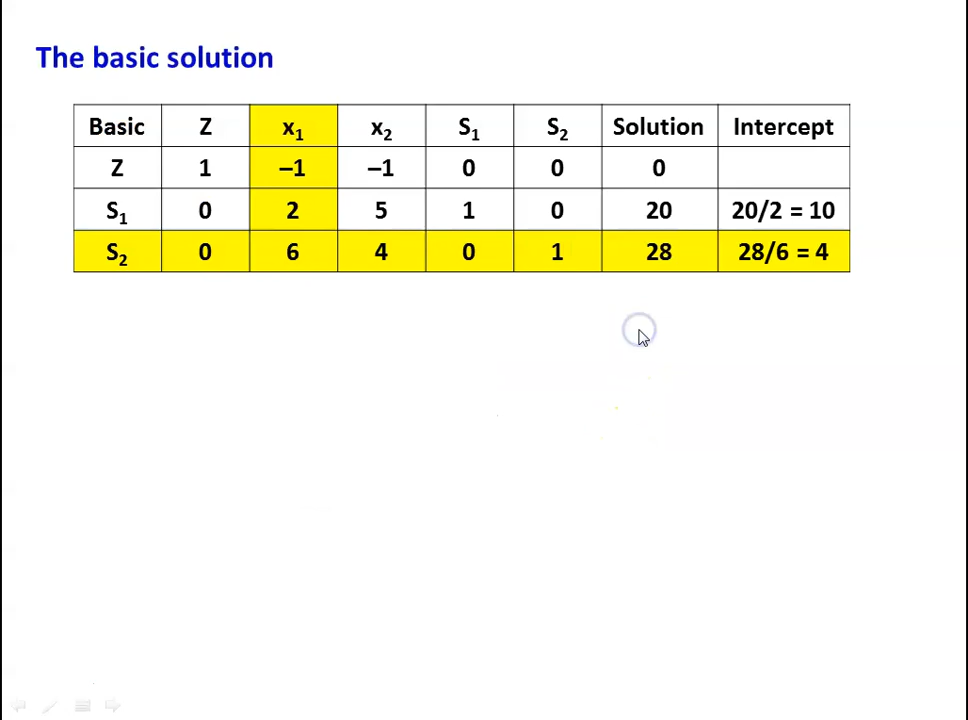 The basic solution
Basic Z x₁ x₂ S₁ S₂ Solution Intercept
Z 1 –1 –1 0 0 0
S₁ 0 2 5 1 0 20 20/2 = 10
S₂ 0 6 4 0 1 28 28/6 = 4